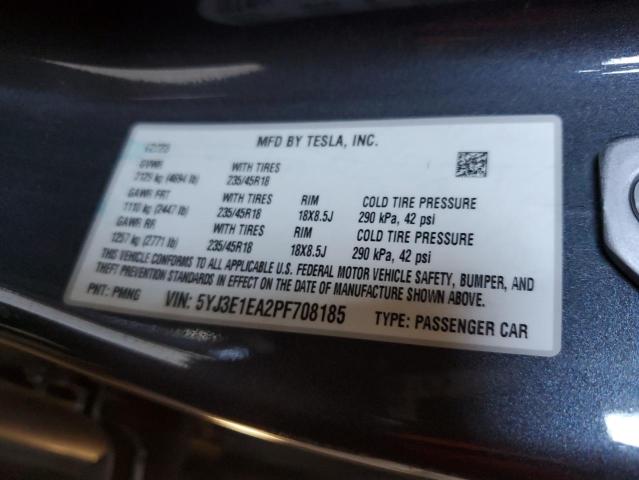 MFD BY TESLA, INC.
GVWR WITH TIRES
2129 kg (4694 lb) 235/45R18
GAWR FRT WITH TIRES RIM COLD TIRE PRESSURE
1110 kg (2447 lb) 235/45R18 18X8.5J 290 kPa, 42 psi
GAWR RR WITH TIRES RIM COLD TIRE PRESSURE
1257 kg (2771 lb) 235/45R18 18X8.5J 290 kPa, 42 psi
THIS VEHICLE CONFORMS TO ALL APPLICABLE U.S. FEDERAL MOTOR VEHICLE SAFETY, BUMPER, AND
THEFT PREVENTION STANDARDS IN EFFECT ON THE DATE OF MANUFACTURE SHOWN ABOVE.
PNT: PMNG VIN: 5YJ3E1EA2PF708185 TYPE: PASSENGER CAR